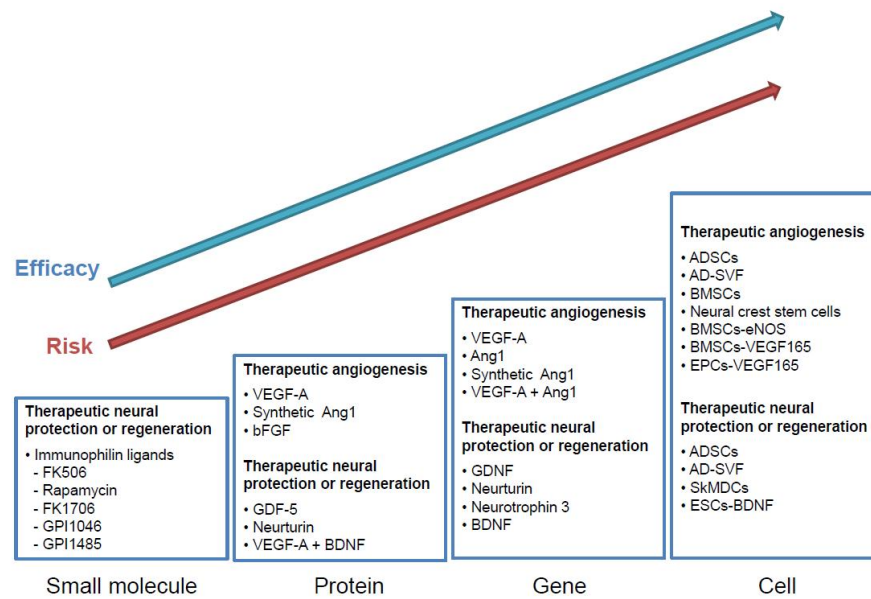 Efficacy
Risk
Therapeutic neural
protection or regeneration
• Immunophilin ligands
- FK506
- Rapamycin
- FK1706
- GPI1046
- GPI1485
Small molecule
Therapeutic angiogenesis
• VEGF-A
• Synthetic Ang1
• bFGF
Therapeutic neural
protection or regeneration
• GDF-5
• Neurturin
• VEGF-A + BDNF
Protein
Therapeutic angiogenesis
• VEGF-A
• Ang1
• Synthetic Ang1
• VEGF-A + Ang1
Therapeutic neural
protection or regeneration
• GDNF
• Neurturin
• Neurotrophin 3
• BDNF
Gene
Therapeutic angiogenesis
• ADSCs
• AD-SVF
• BMSCs
• Neural crest stem cells
• BMSCs-eNOS
• BMSCs-VEGF165
• EPCs-VEGF165
Therapeutic neural
protection or regeneration
• ADSCs
• AD-SVF
• SkMDCs
• ESCs-BDNF
Cell